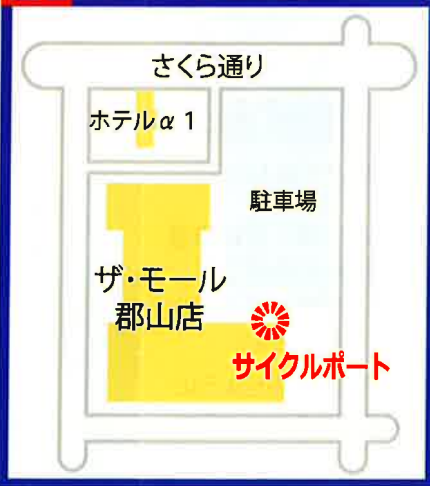 さくら通り
ホテルα1
駐車場
ザ・モール
郡山店
サイクルポート